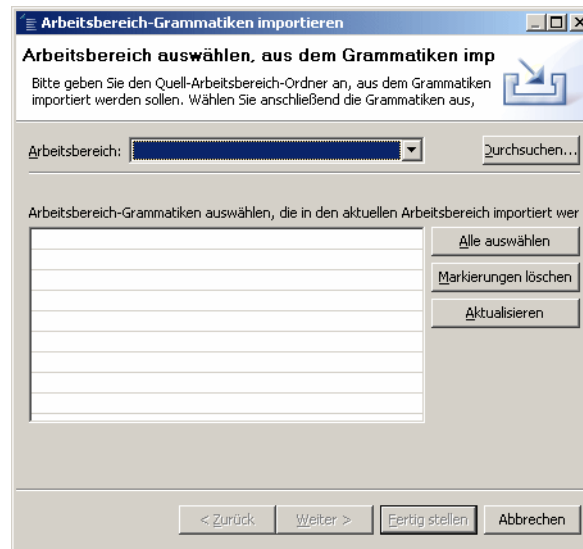 Arbeitsbereich-Grammatiken importieren
Arbeitsbereich auswählen, aus dem Grammatiken imp
Bitte geben Sie den Quell-Arbeitsbereich-Ordner an, aus dem Grammatiken
importiert werden sollen. Wählen Sie anschließend die Grammatiken aus,
Arbeitsbereich:
Durchsuchen...
Arbeitsbereich-Grammatiken auswählen, die in den aktuellen Arbeitsbereich importiert wer
Alle auswählen
Markierungen löschen
Aktualisieren
< Zurück
Weiter >
Fertig stellen
Abbrechen